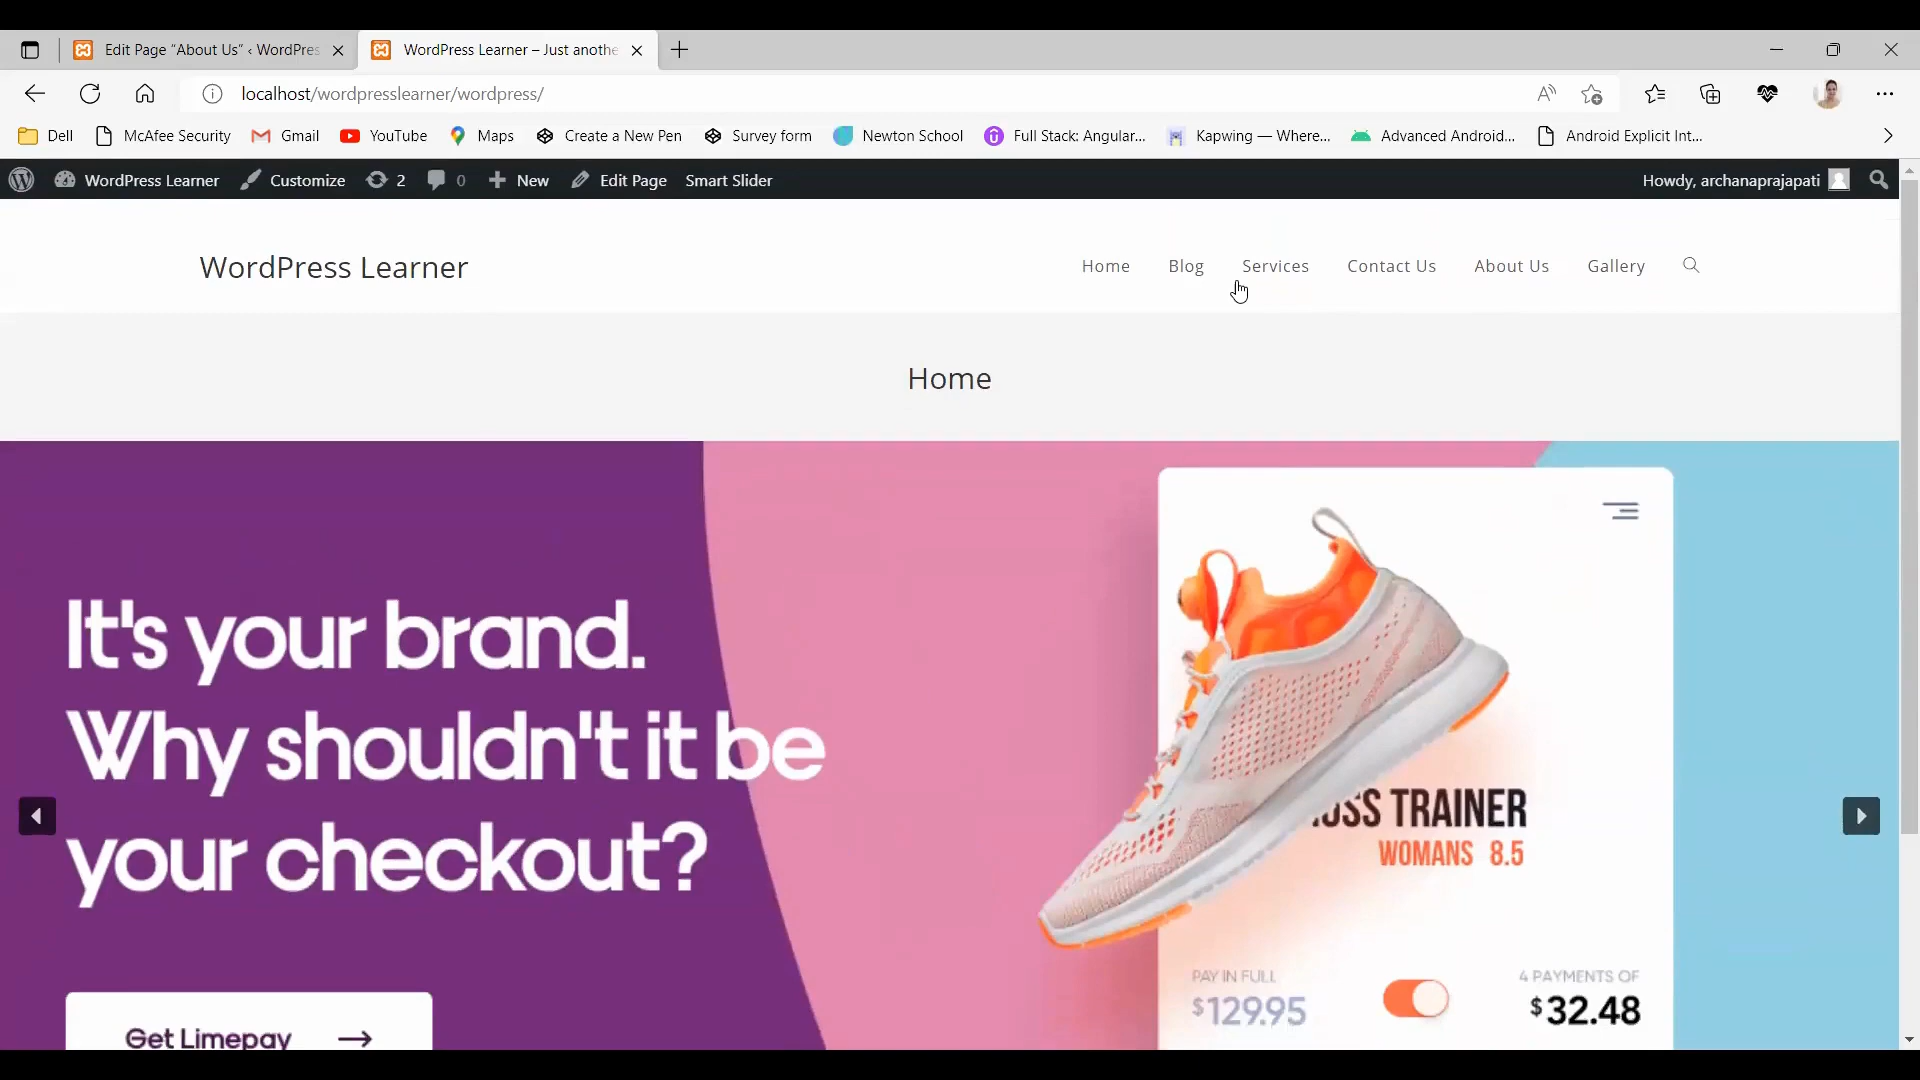 Edit Page "About Us" ‹ WordPres
WordPress Learner – Just anothe
localhost/wordpresslearner/wordpress/
Dell
McAfee Security
Gmail
YouTube
Maps
Create a New Pen
Survey form
Newton School
Full Stack: Angular...
Kapwing — Where...
Advanced Android...
Android Explicit Int...
WordPress Learner
Customize
2
0
New
Edit Page
Smart Slider
Howdy, archanaprajapati
WordPress Learner
Home
Blog
Services
Contact Us
About Us
Gallery
Home
It's your brand.
Why shouldn't it be
your checkout?
Get Limepay
TRAINER
WOMANS 8.5
PAY IN FULL
$129.95
4 PAYMENTS OF
$32.48